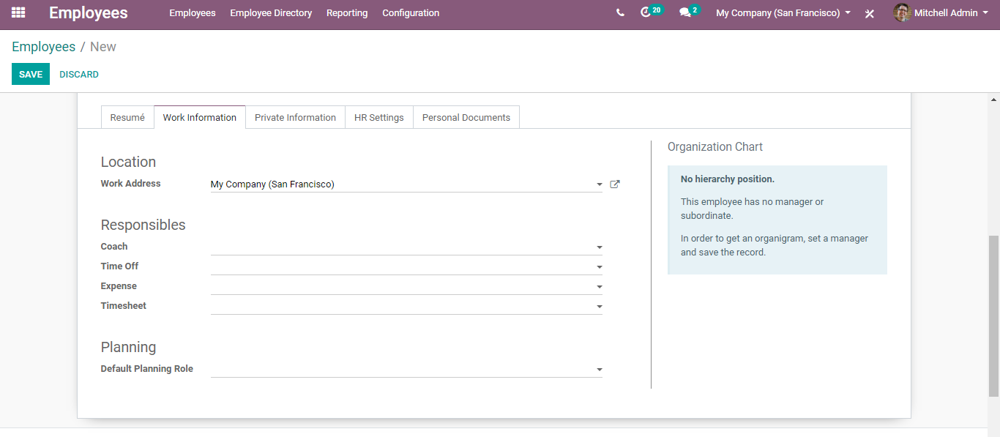 Employees Employees Employee Directory Reporting Configuration 20 2 My Company (San Francisco) Mitchell Admin
Employees / New
SAVE DISCARD
Resumé Work Information Private Information HR Settings Personal Documents
Organization Chart
Location
Work Address My Company (San Francisco)
No hierarchy position.
This employee has no manager or
subordinate.
In order to get an organigram, set a manager
and save the record.
Responsibles
Coach
Time Off
Expense
Timesheet
Planning
Default Planning Role